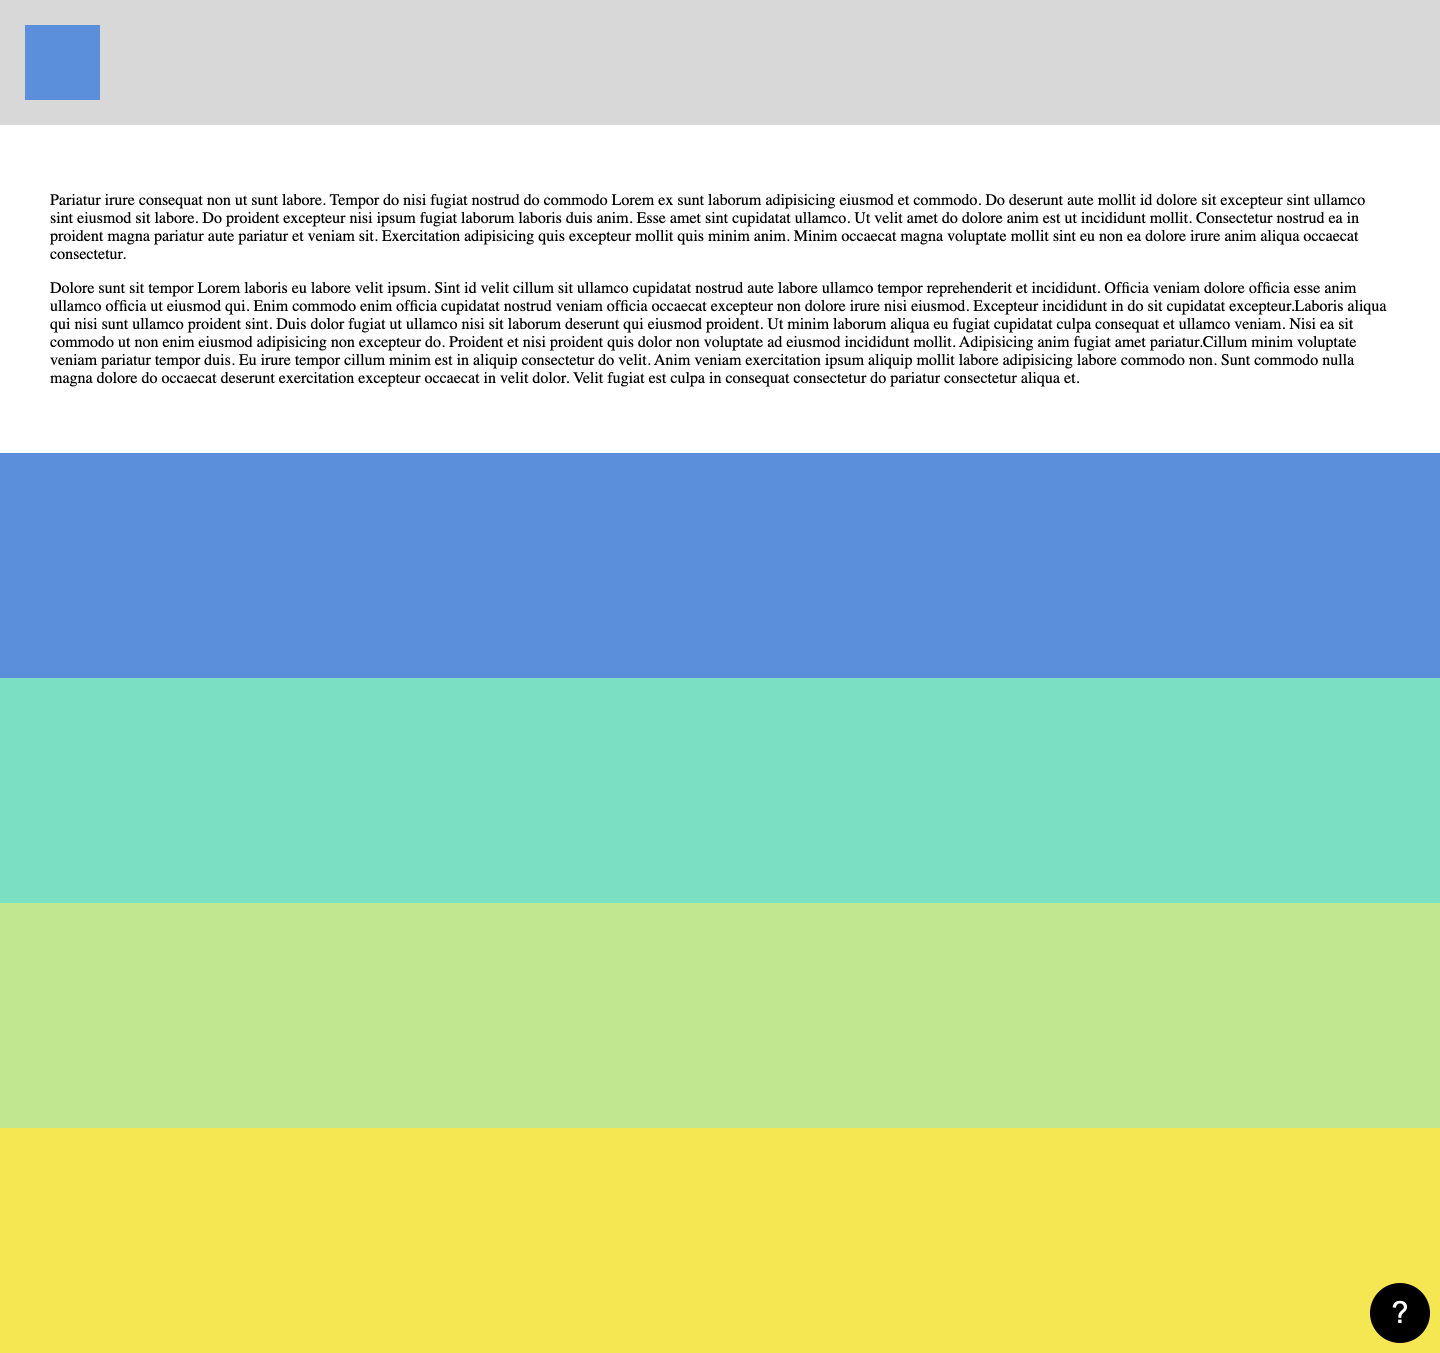 Pariatur irure consequat non ut sunt labore. Tempor do nisi fugiat nostrud do commodo Lorem ex sunt laborum adipisicing eiusmod et commodo. Do deserunt aute mollit id dolore sit excepteur sint ullamco
sint eiusmod sit labore. Do proident excepteur nisi ipsum fugiat laborum laboris duis anim. Esse amet sint cupidatat ullamco. Ut velit amet do dolore anim est ut incididunt mollit. Consectetur nostrud ea in
proident magna pariatur aute pariatur et veniam sit. Exercitation adipisicing quis excepteur mollit quis minim anim. Minim occaecat magna voluptate mollit sint eu non ea dolore irure anim aliqua occaecat
consectetur.
Dolore sunt sit tempor Lorem laboris eu labore velit ipsum. Sint id velit cillum sit ullamco cupidatat nostrud aute labore ullamco tempor reprehenderit et incididunt. Officia veniam dolore officia esse anim
ullamco officia ut eiusmod qui. Enim commodo enim officia cupidatat nostrud veniam officia occaecat excepteur non dolore irure nisi eiusmod. Excepteur incididunt in do sit cupidatat excepteur.Laboris aliqua
qui nisi sunt ullamco proident sint. Duis dolor fugiat ut ullamco nisi sit laborum deserunt qui eiusmod proident. Ut minim laborum aliqua eu fugiat cupidatat culpa consequat et ullamco veniam. Nisi ea sit
commodo ut non enim eiusmod adipisicing non excepteur do. Proident et nisi proident quis dolor non voluptate ad eiusmod incididunt mollit. Adipisicing anim fugiat amet pariatur.Cillum minim voluptate
veniam pariatur tempor duis. Eu irure tempor cillum minim est in aliquip consectetur do velit. Anim veniam exercitation ipsum aliquip mollit labore adipisicing labore commodo non. Sunt commodo nulla
magna dolore do occaecat deserunt exercitation excepteur occaecat in velit dolor. Velit fugiat est culpa in consequat consectetur do pariatur consectetur aliqua et.
?